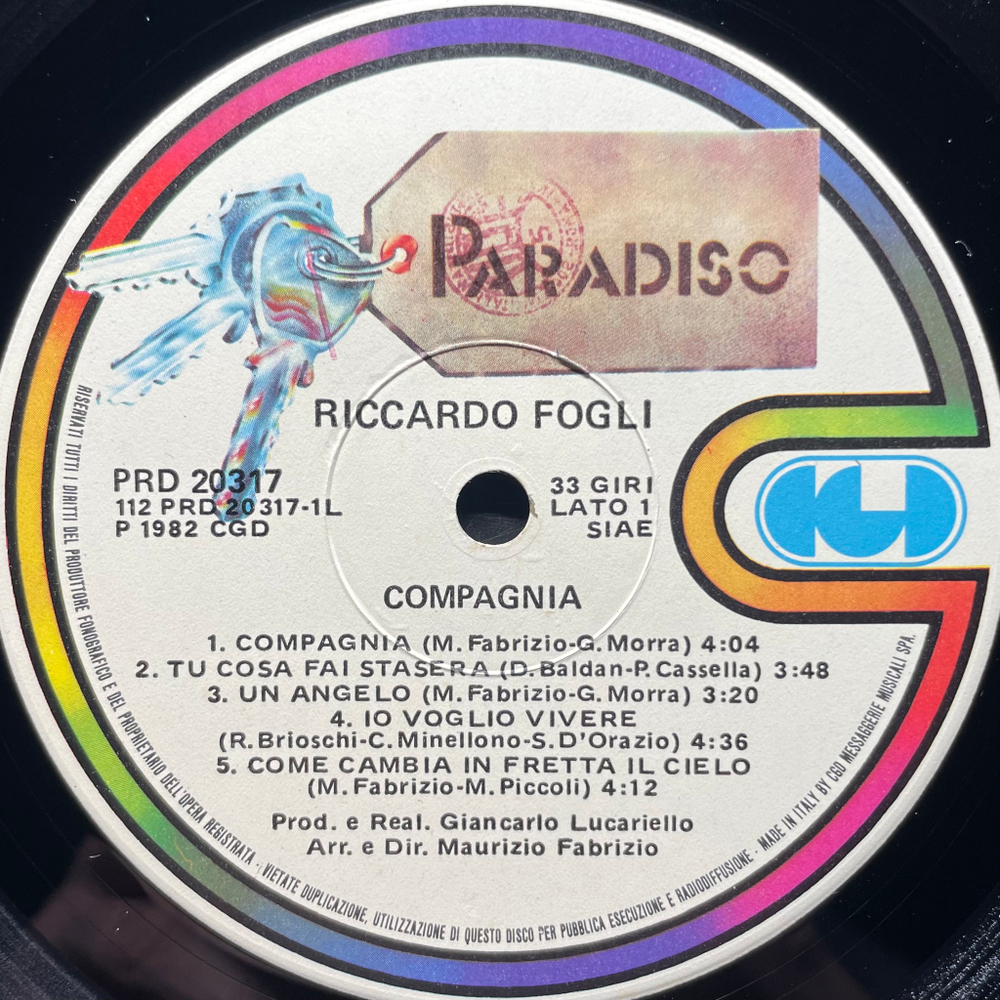 PARADISO
RICCARDO FOGLI
PRD 20317
112 PRD 20317-1L
P 1982 CGD
33 GIRI
LATO 1
SIAE
COMPAGNIA
1. COMPAGNIA (M. Fabrizio-G. Morra) 4:04
2. TU COSA FAI STASERA (D. Baldan-P. Cassella) 3:48
3. UN ANGELO (M. Fabrizio-G. Morra) 3:20
4. IO VOGLIO VIVERE
(R. Brioschi-C. Minellono-S. D'Orazio) 4:36
5. COME CAMBIA IN FRETTA IL CIELO
(M. Fabrizio-M. Piccoli) 4:12
Prod. e Real. Giancarlo Lucariello
Arr. e Dir. Maurizio Fabrizio
RISERVATI TUTTI I DIRITTI DEL PRODUTTORE FONOGRAFICO E DEL PROPRIETARIO DELL'OPERA REGISTRATA - VIETATE DUPLICAZIONE, UTILIZZAZIONE DI QUESTO DISCO PER PUBBLICA ESECUZIONE E RADIODIFFUSIONE - MADE IN ITALY BY CGD MESSAGGERIE MUSICALI SPA.